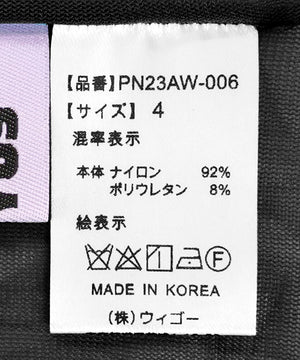 【品番】PN23AW-006
【サイズ】 4
混率表示
本体 ナイロン 92%
ポリウレタン 8%
絵表示
F
MADE IN KOREA
(株)ウィゴー